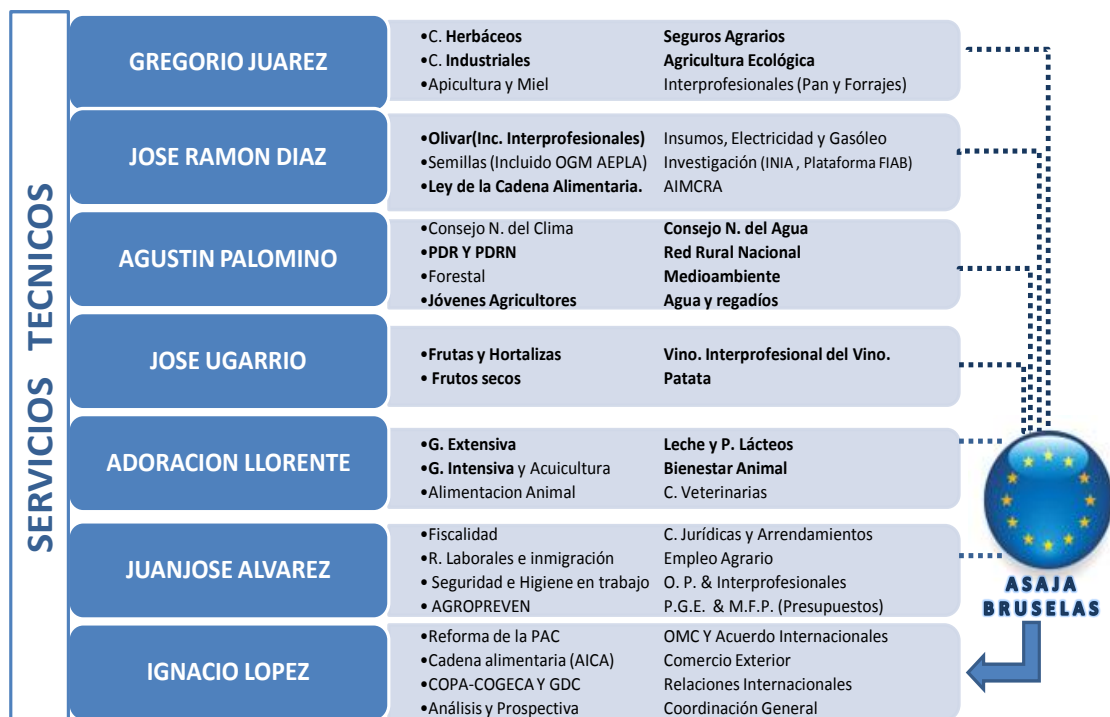 SERVICIOS TECNICOS
GREGORIO JUAREZ
•C. Herbáceos Seguros Agrarios
•C. Industriales Agricultura Ecológica
•Apicultura y Miel Interprofesionales (Pan y Forrajes)
JOSE RAMON DIAZ
•Olivar(Inc. Interprofesionales) Insumos, Electricidad y Gasóleo
•Semillas (Incluido OGM AEPLA) Investigación (INIA , Plataforma FIAB)
•Ley de la Cadena Alimentaria. AIMCRA
AGUSTIN PALOMINO
•Consejo N. del Clima Consejo N. del Agua
•PDR Y PDRN Red Rural Nacional
•Forestal Medioambiente
•Jóvenes Agricultores Agua y regadíos
JOSE UGARRIO
•Frutas y Hortalizas Vino. Interprofesional del Vino.
• Frutos secos Patata
ADORACION LLORENTE
•G. Extensiva Leche y P. Lácteos
•G. Intensiva y Acuicultura Bienestar Animal
•Alimentacion Animal C. Veterinarias
JUANJOSE ALVAREZ
•Fiscalidad C. Jurídicas y Arrendamientos
•R. Laborales e inmigración Empleo Agrario
• Seguridad e Higiene en trabajo O. P. & Interprofesionales
• AGROPREVEN P.G.E. & M.F.P. (Presupuestos)
ASAJA
BRUSELAS
IGNACIO LOPEZ
•Reforma de la PAC OMC Y Acuerdo Internacionales
•Cadena alimentaria (AICA) Comercio Exterior
•COPA-COGECA Y GDC Relaciones Internacionales
•Análisis y Prospectiva Coordinación General